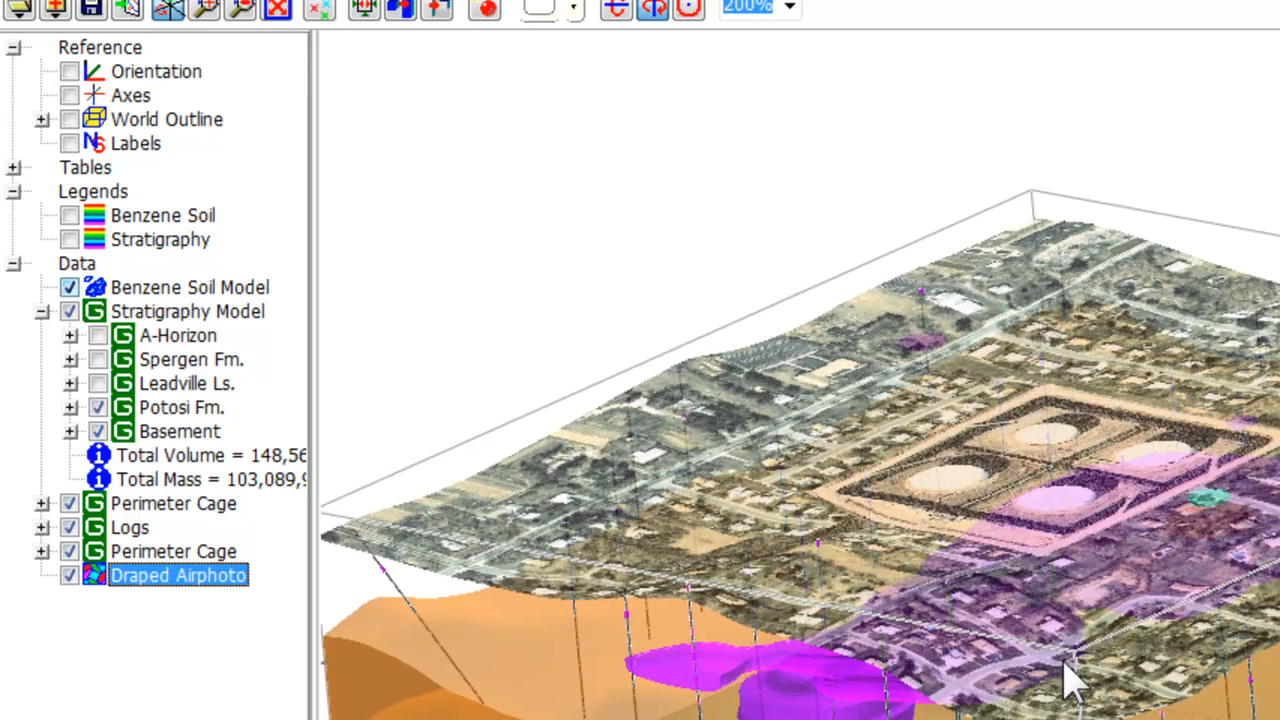 200%
Reference
Orientation
Axes
World Outline
Labels
Tables
Legends
Benzene Soil
Stratigraphy
Data
Benzene Soil Model
Stratigraphy Model
A-Horizon
Spergen Fm.
Leadville Ls.
Potosi Fm.
Basement
Total Volume = 148,56
Total Mass = 103,089,9
Perimeter Cage
Logs
Perimeter Cage
Draped Airphoto